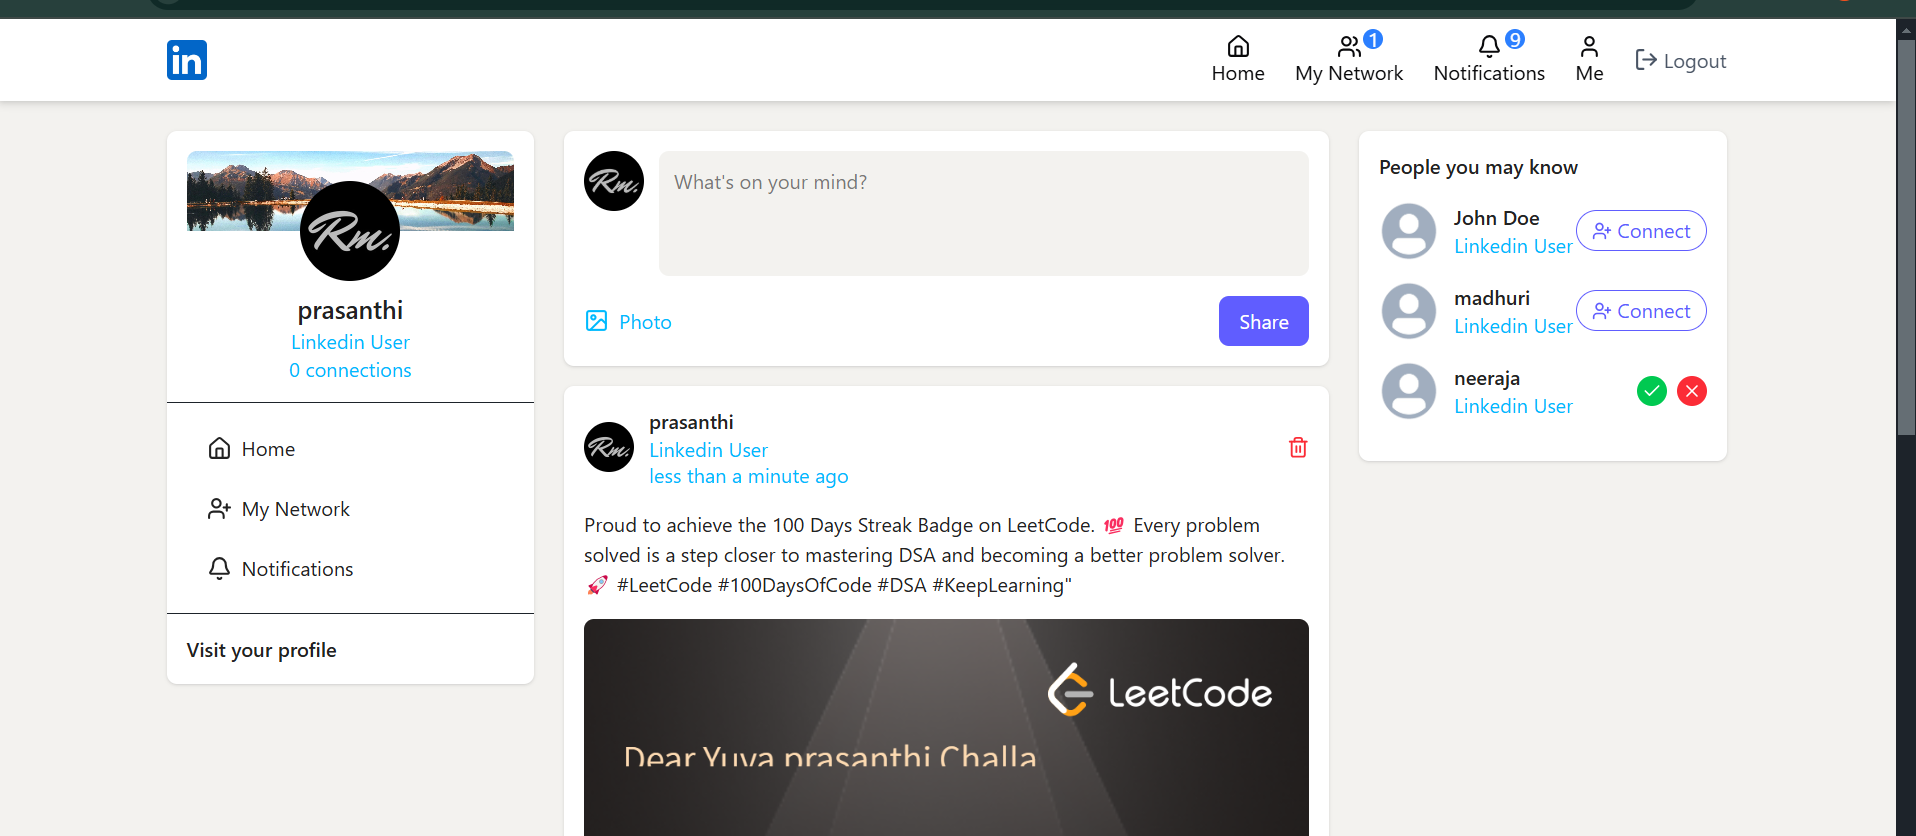 in
Home
My Network
1
Notifications
9
Me
Logout
Rm.
prasanthi
Linkedin User
0 connections
Home
My Network
Notifications
Visit your profile
Rm.
What's on your mind?
Photo
Share
Rm.
prasanthi
Linkedin User
less than a minute ago
Proud to achieve the 100 Days Streak Badge on LeetCode. 💯 Every problem
solved is a step closer to mastering DSA and becoming a better problem solver.
🚀 #LeetCode #100DaysOfCode #DSA #KeepLearning"
LeetCode
Dear Yuva prasanthi Challa
People you may know
John Doe
Linkedin User
Connect
madhuri
Linkedin User
Connect
neeraja
Linkedin User